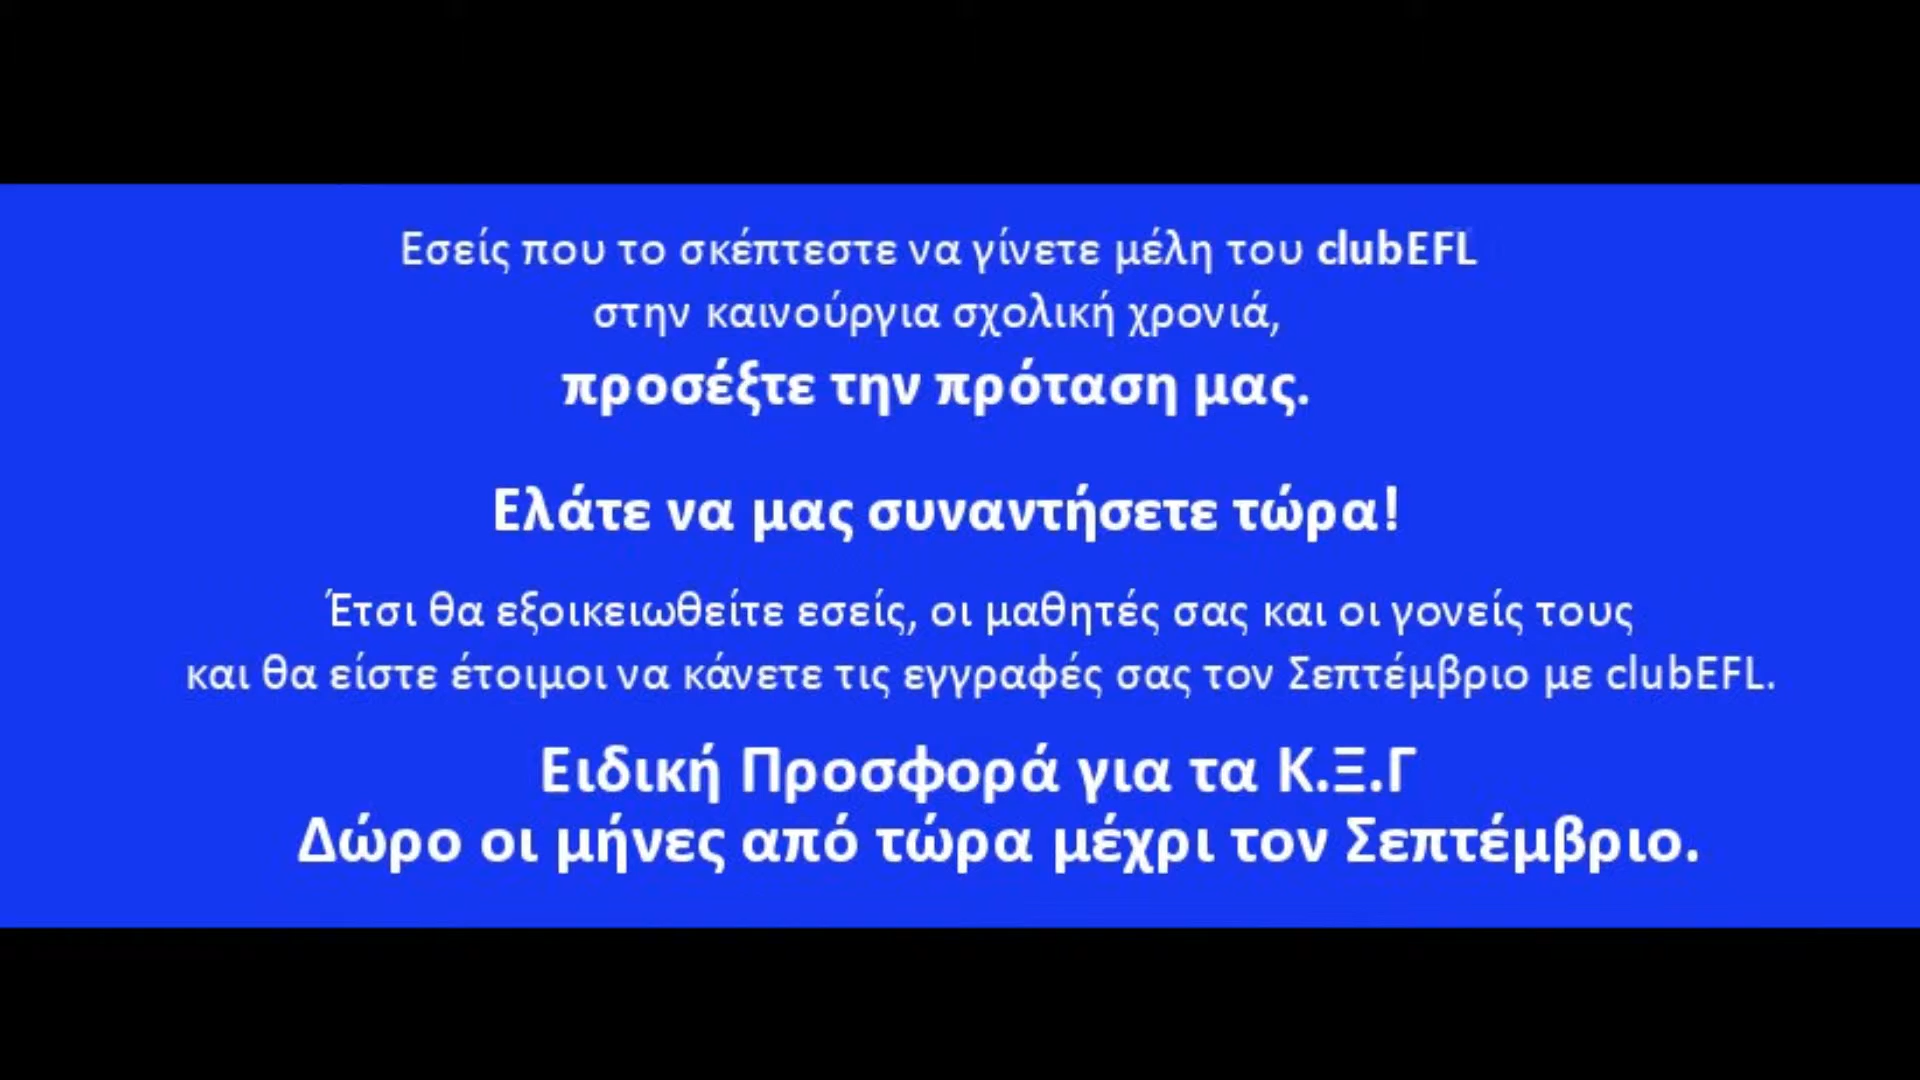 Εσείς που το σκέπτεστε να γίνετε μέλη του clubEFL
στην καινούργια σχολική χρονιά,
προσέξτε την πρόταση μας.
Ελάτε να μας συναντήσετε τώρα!
Έτσι θα εξοικειωθείτε εσείς, οι μαθητές σας και οι γονείς τους
και θα είστε έτοιμοι να κάνετε τις εγγραφές σας τον Σεπτέμβριο με clubEFL.
Ειδική Προσφορά για τα Κ.Ξ.Γ
Δώρο οι μήνες από τώρα μέχρι τον Σεπτέμβριο.